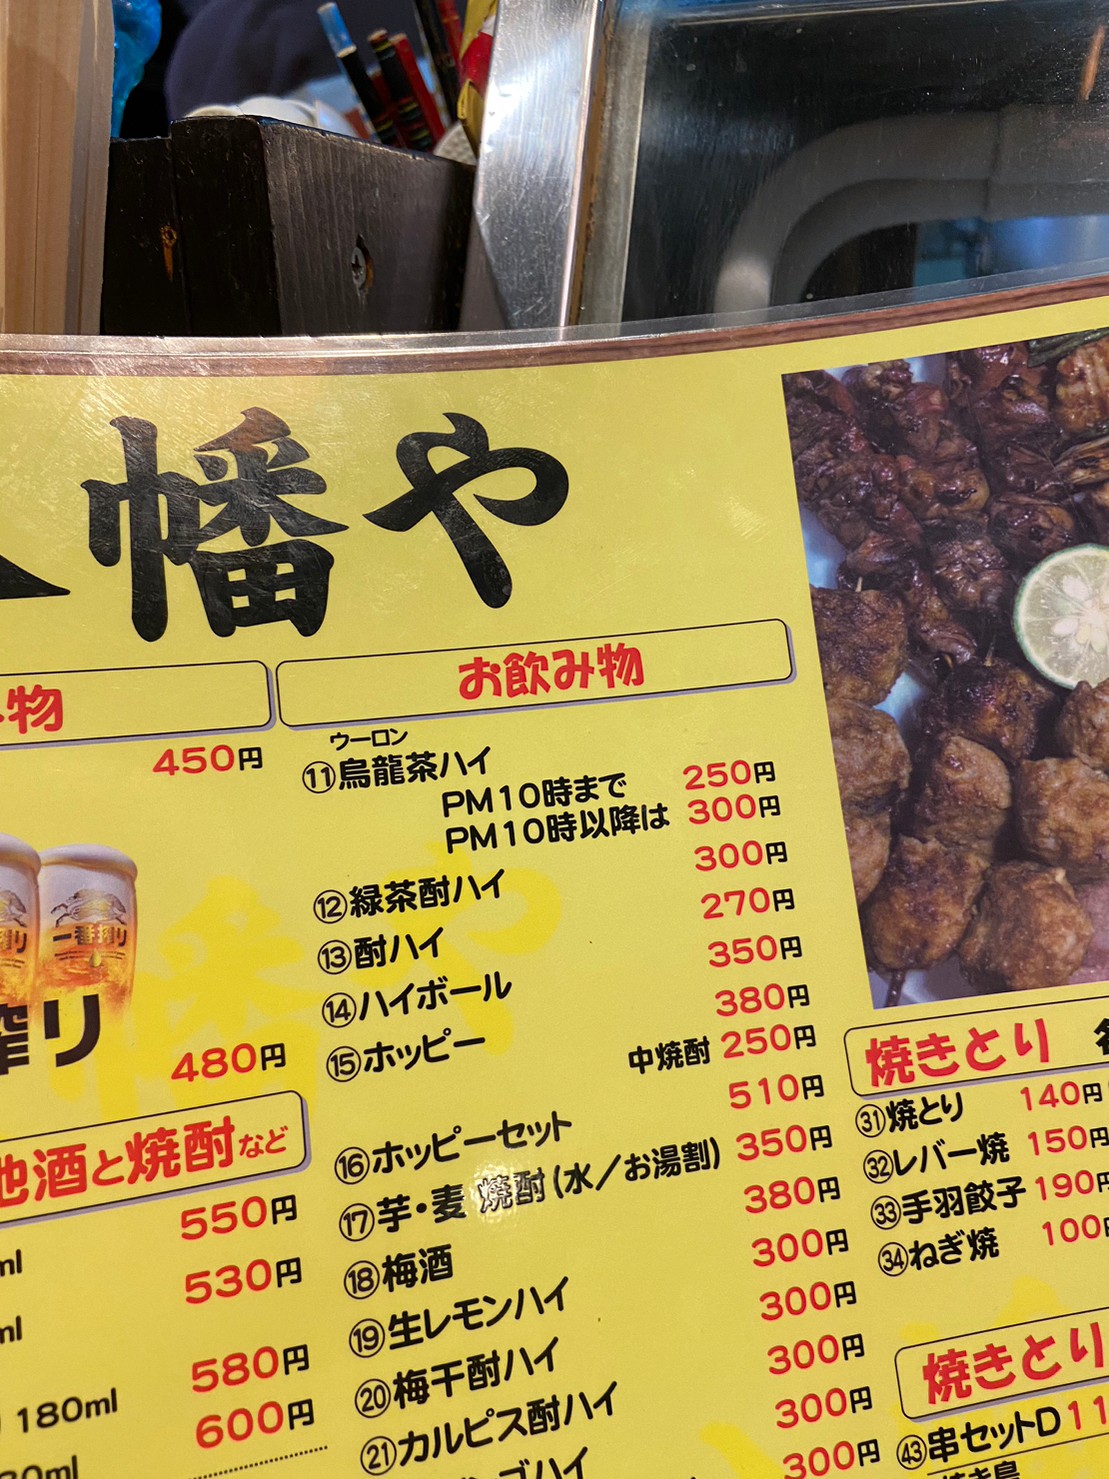 幡や
物
450円
一番搾り
搾り
480円
地酒と焼酎など
550円
ml
530円
ml
580円
180ml
600円
お飲み物
ウーロン
⑪烏龍茶ハイ
PM10時まで 250円
PM10時以降は 300円
300円
⑫緑茶酎ハイ
270円
⑬酎ハイ
350円
⑭ハイボール
380円
⑮ホッピー
中焼酎 250円
510円
⑯ホッピーセット
350円
⑰芋・麦 焼酎(水／お湯割)
380円
⑱梅酒
300円
⑲生レモンハイ
300円
⑳梅干酎ハイ
300円
㉑カルピス酎ハイ
300円
300円
焼きとり
㉛焼とり 140円
㉜レバー焼 150円
㉝手羽餃子 190円
㉞ねぎ焼 100円
焼きとり
㊸串セットD